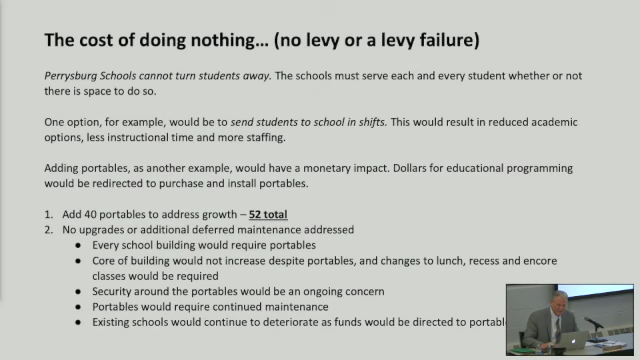 The cost of doing nothing... (no levy or a levy failure)
Perrysburg Schools cannot turn students away. The schools must serve each and every student whether or not
there is space to do so.
One option, for example, would be to send students to school in shifts. This would result in reduced academic
options, less instructional time and more staffing.
Adding portables, as another example, would have a monetary impact. Dollars for educational programming
would be redirected to purchase and install portables.
1. Add 40 portables to address growth – 52 total
2. No upgrades or additional deferred maintenance addressed
● Every school building would require portables
● Core of building would not increase despite portables, and changes to lunch, recess and encore
classes would be required
● Security around the portables would be an ongoing concern
● Portables would require continued maintenance
● Existing schools would continue to deteriorate as funds would be directed to